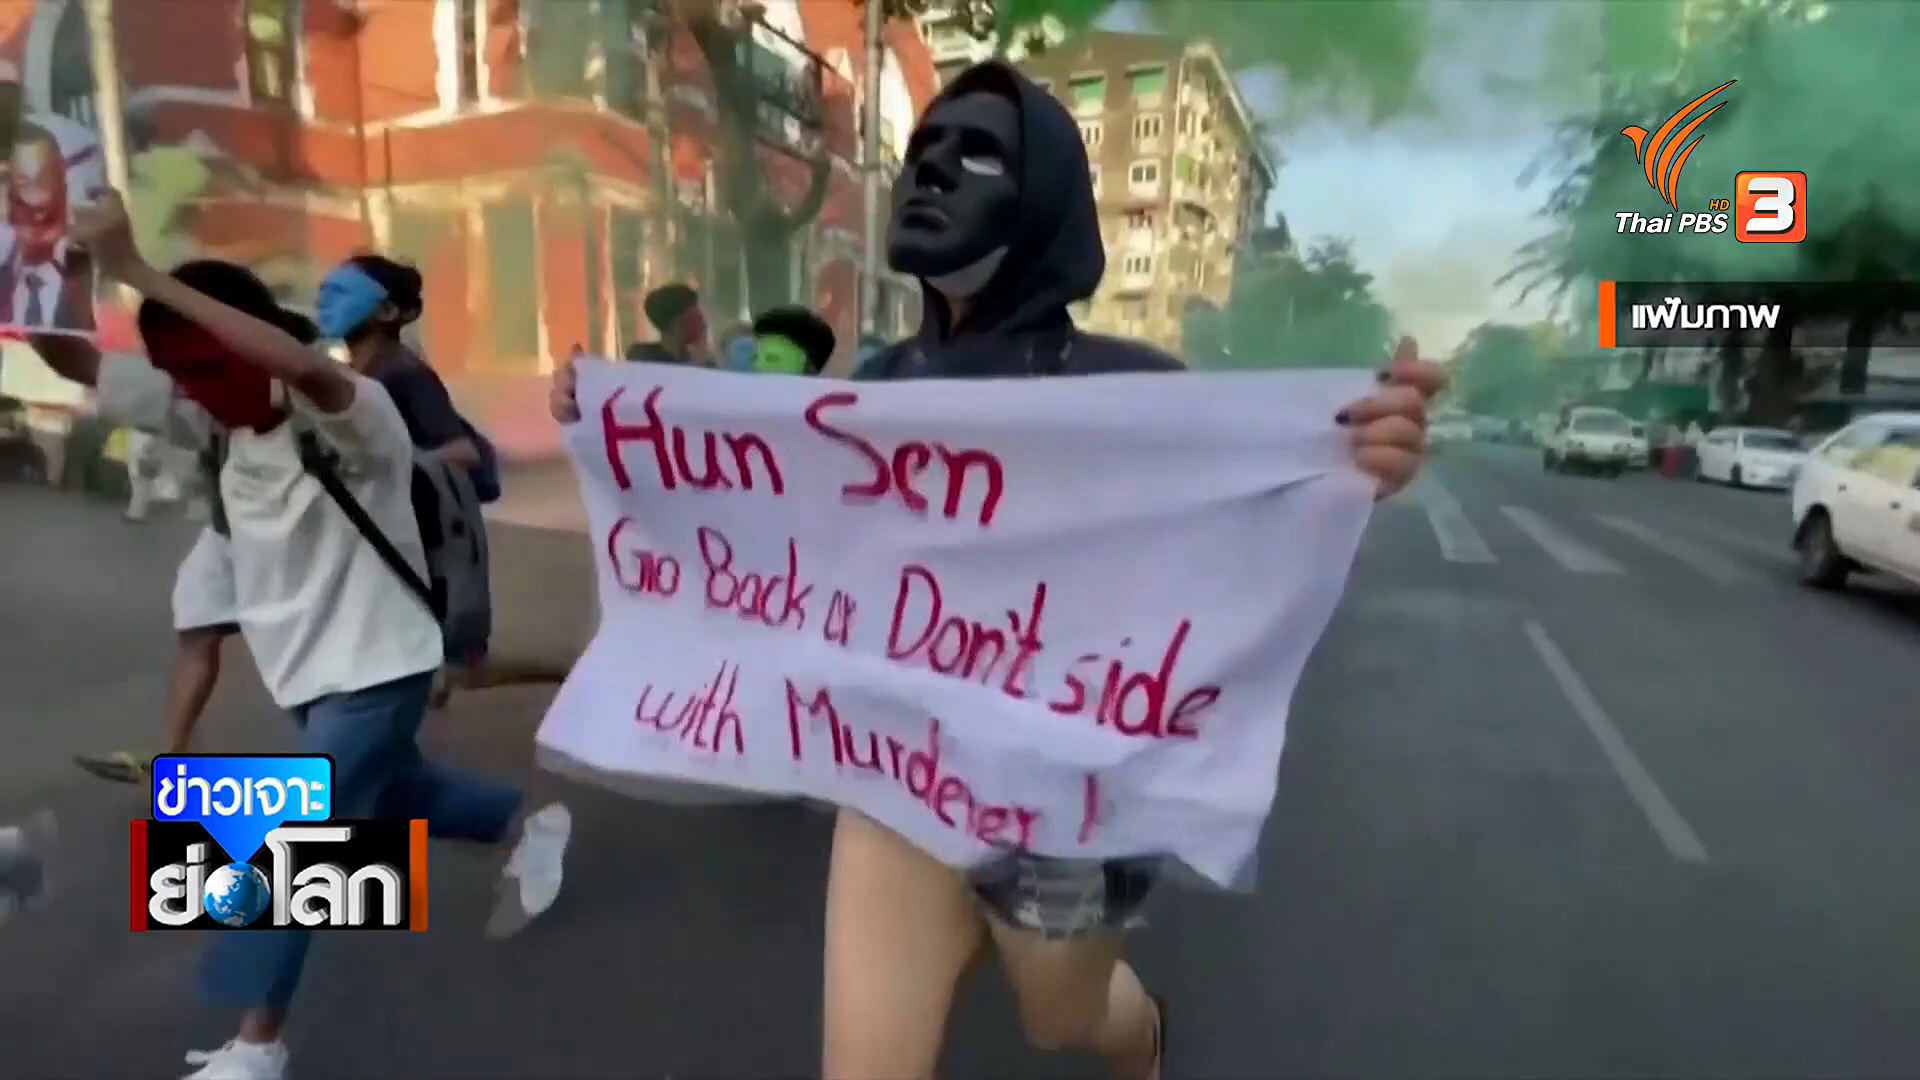 Thai PBS HD 3
แฟ้มภาพ
Hun Sen
Go Back or Don't side
with Murderer !
ข่าวเจาะ
ย่อโลก